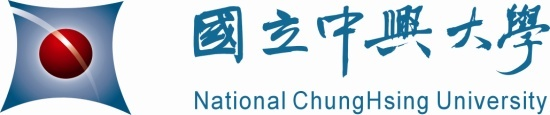 國立中興大學
National ChungHsing University